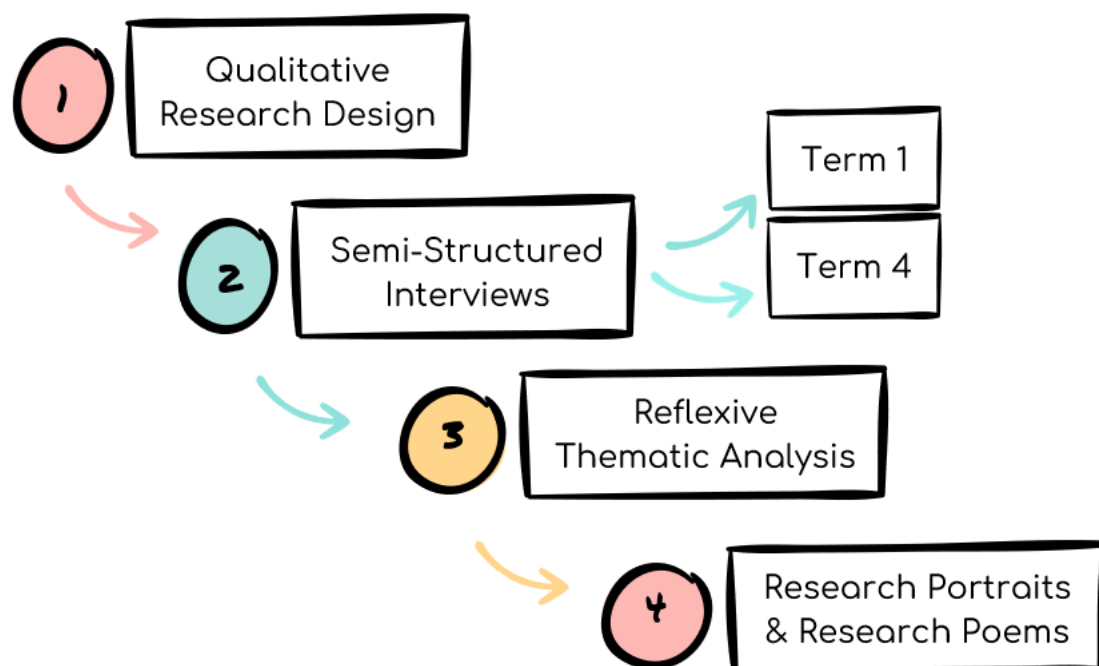 1
Qualitative
Research Design
2
Semi-Structured
Interviews
Term 1
Term 4
3
Reflexive
Thematic Analysis
4
Research Portraits
& Research Poems